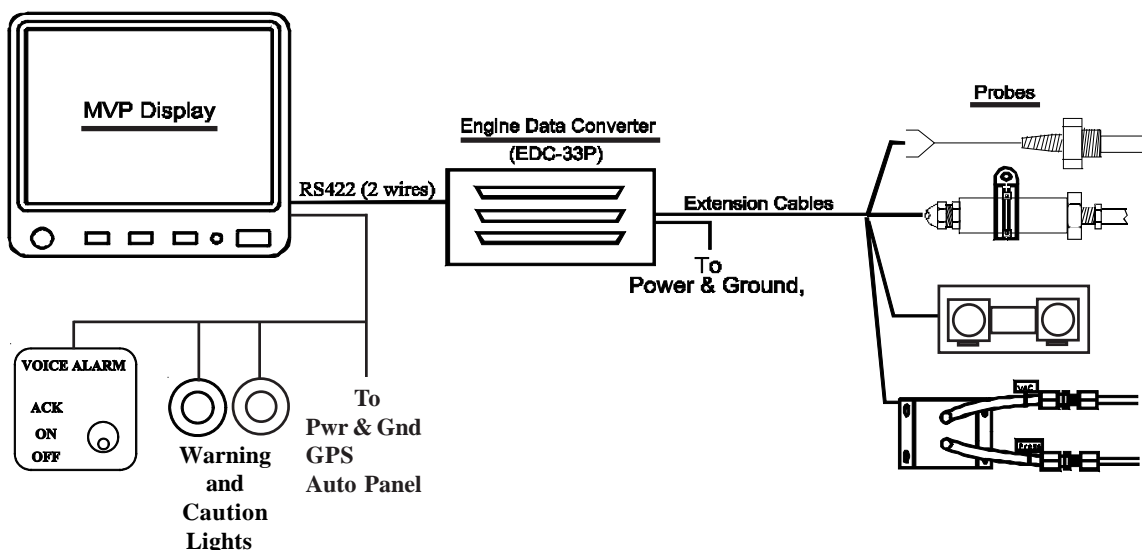 MVP Display
Engine Data Converter
(EDC-33P)
Probes
RS422 (2 wires)
Extension Cables
To
Power & Ground,
VOICE ALARM
ACK
ON
OFF
Warning
and
Caution
Lights
To
Pwr & Gnd
GPS
Auto Panel